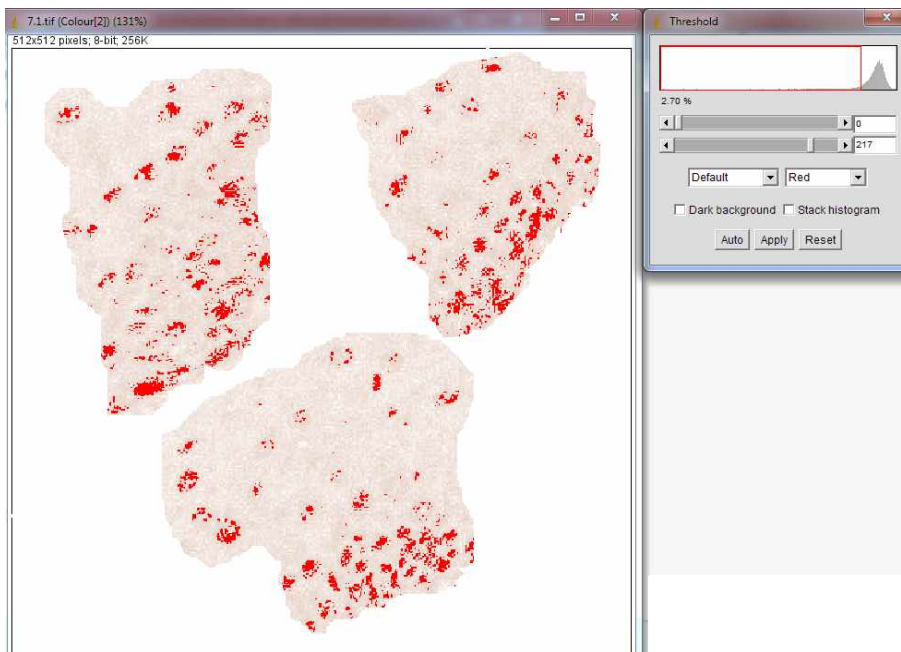 7.1.tif (Colour[2]) (131%)
512x512 pixels; 8-bit; 256K
Threshold
2.70 %
0
217
Default Red
Dark background Stack histogram
Auto Apply Reset